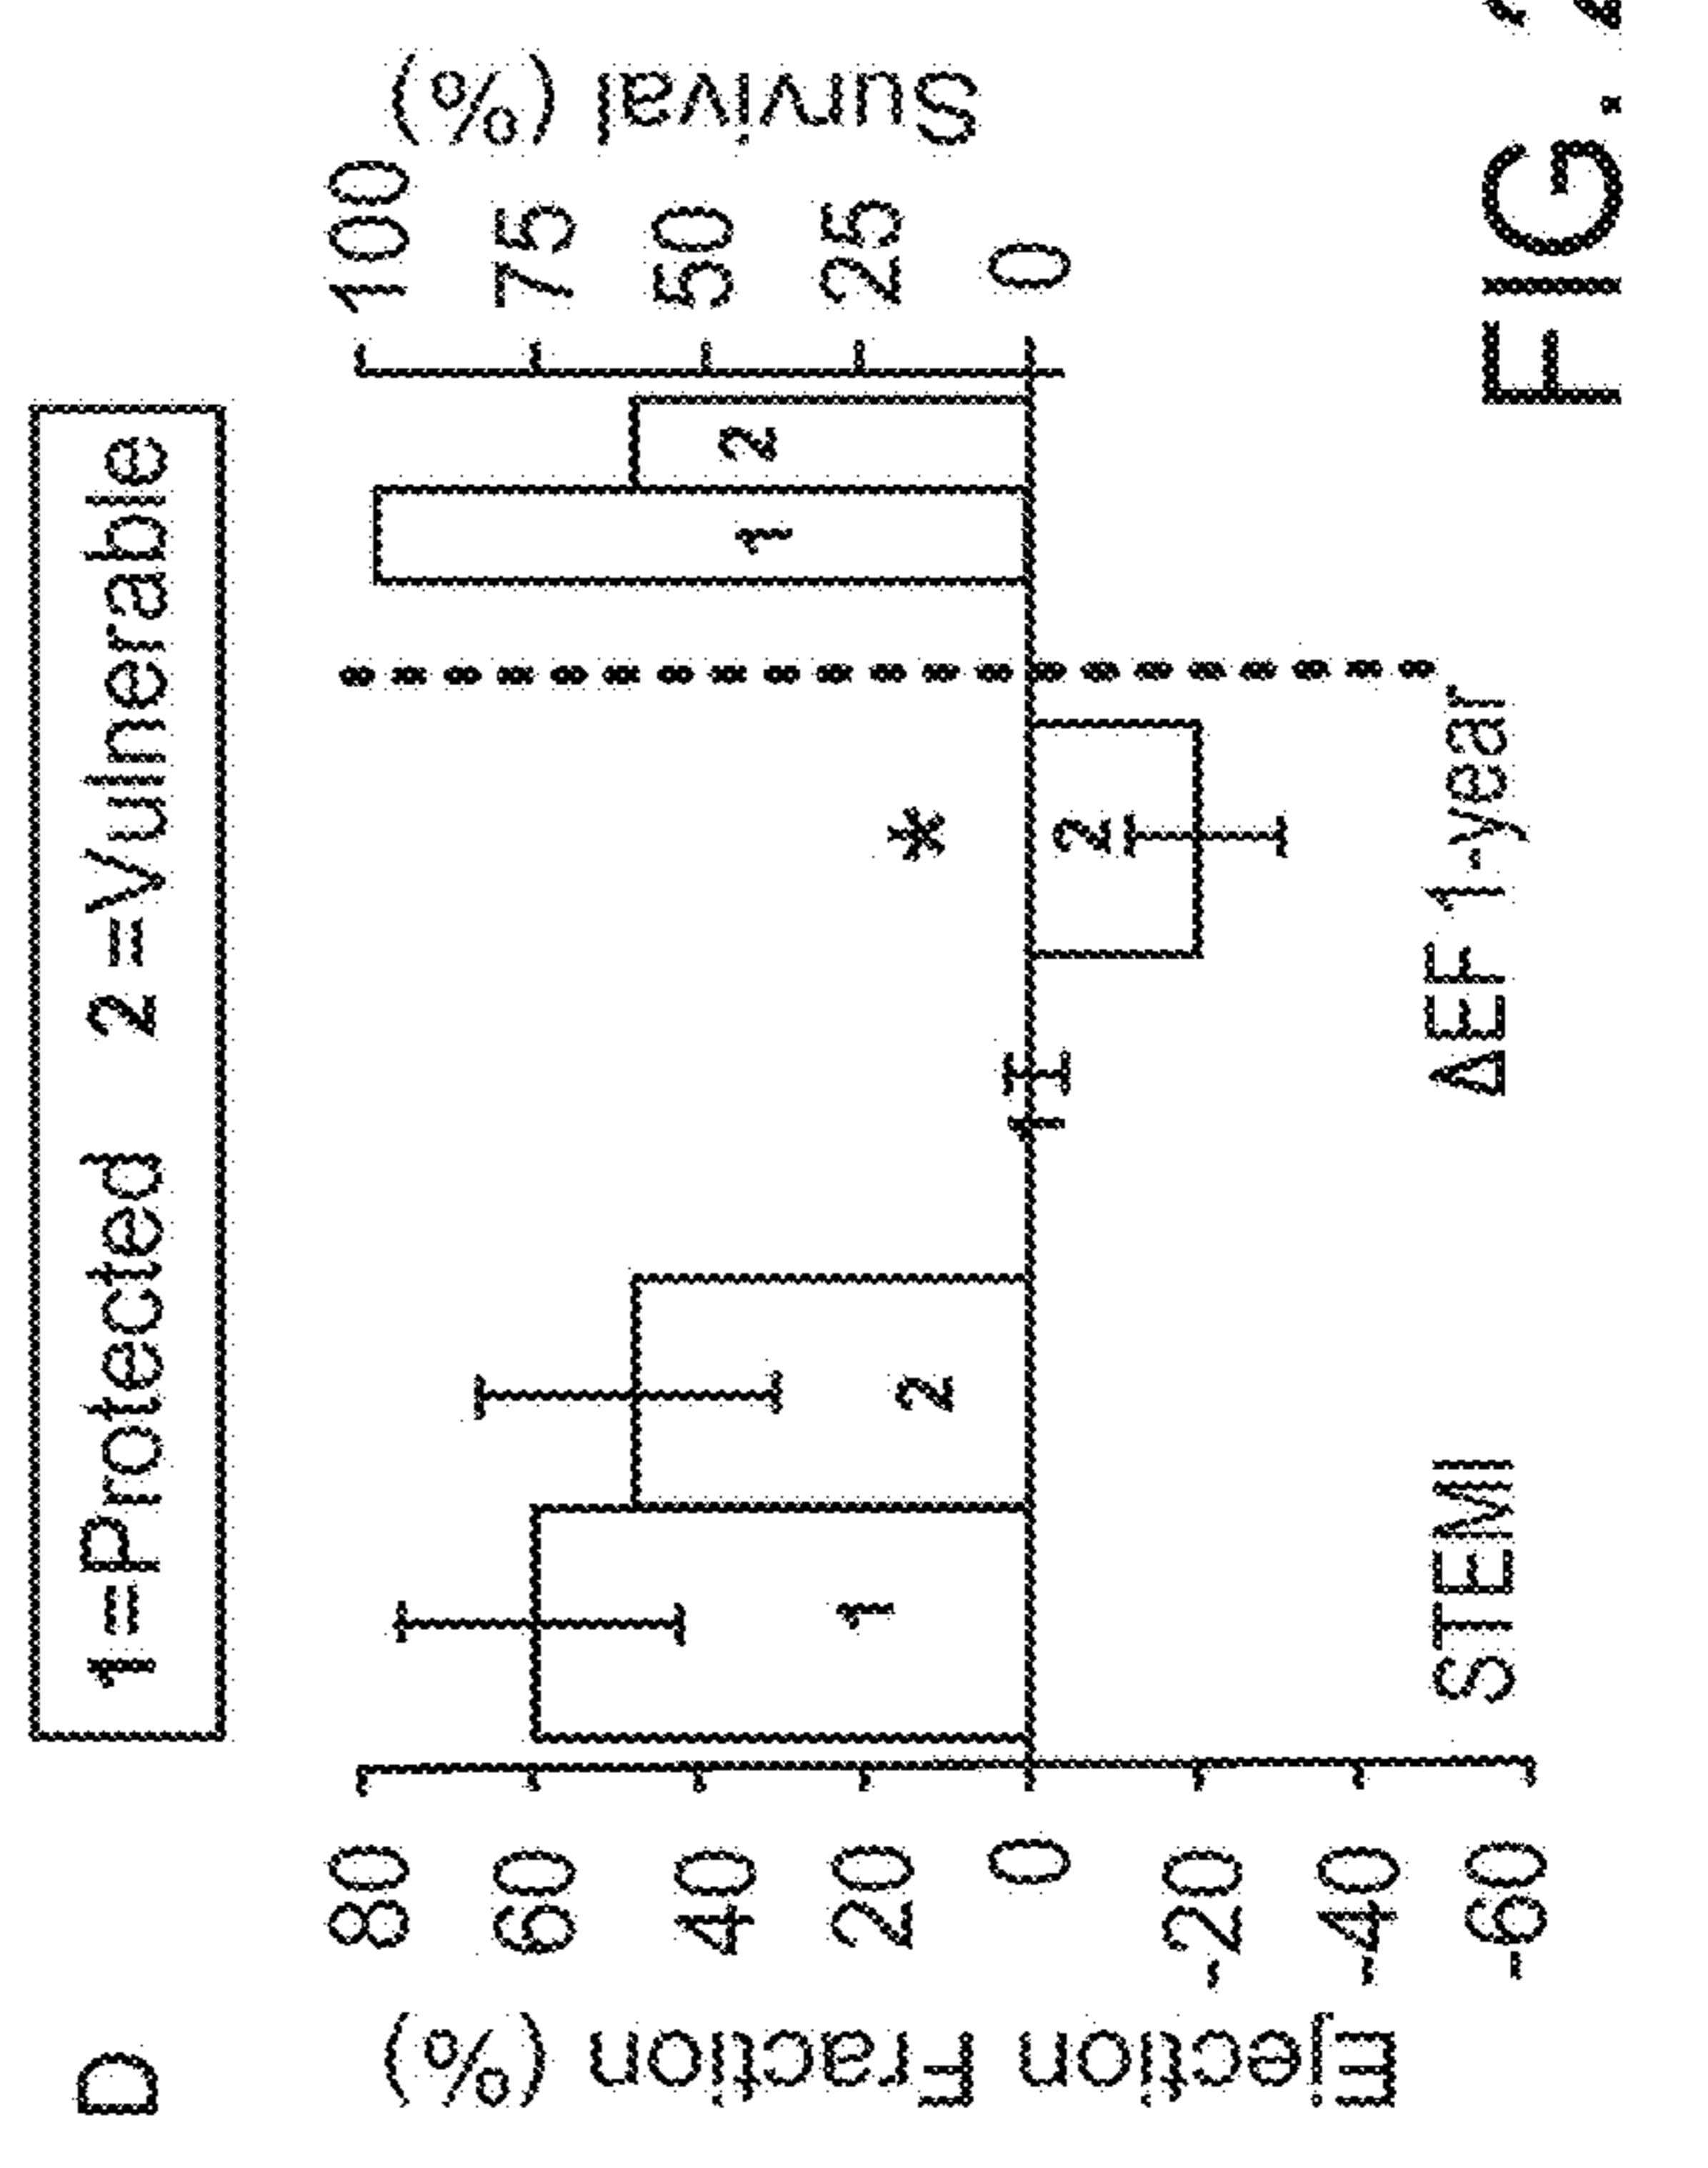 D
1=Protected 2=Vulnerable
Ejection Fraction (%)
80
60
40
20
0
-20
-40
-60
1
2
1
2
*
1
2
100
75
50
25
0
Survival (%)
STEMI
ΔEF 1-year
FIG.